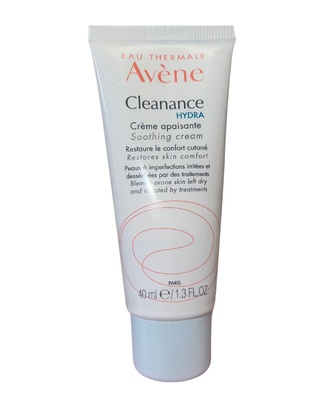 EAU THERMALE
Avène
Cleanance
HYDRA
Crème apaisante
Soothing cream
Restaure le confort cutané
Restores skin comfort
Peaux à imperfections irritées et
desséchées par des traitements
Blemish-prone skin left dry
and irritated by treatments
PARIS
40 ml ℮/1.3 FL.OZ